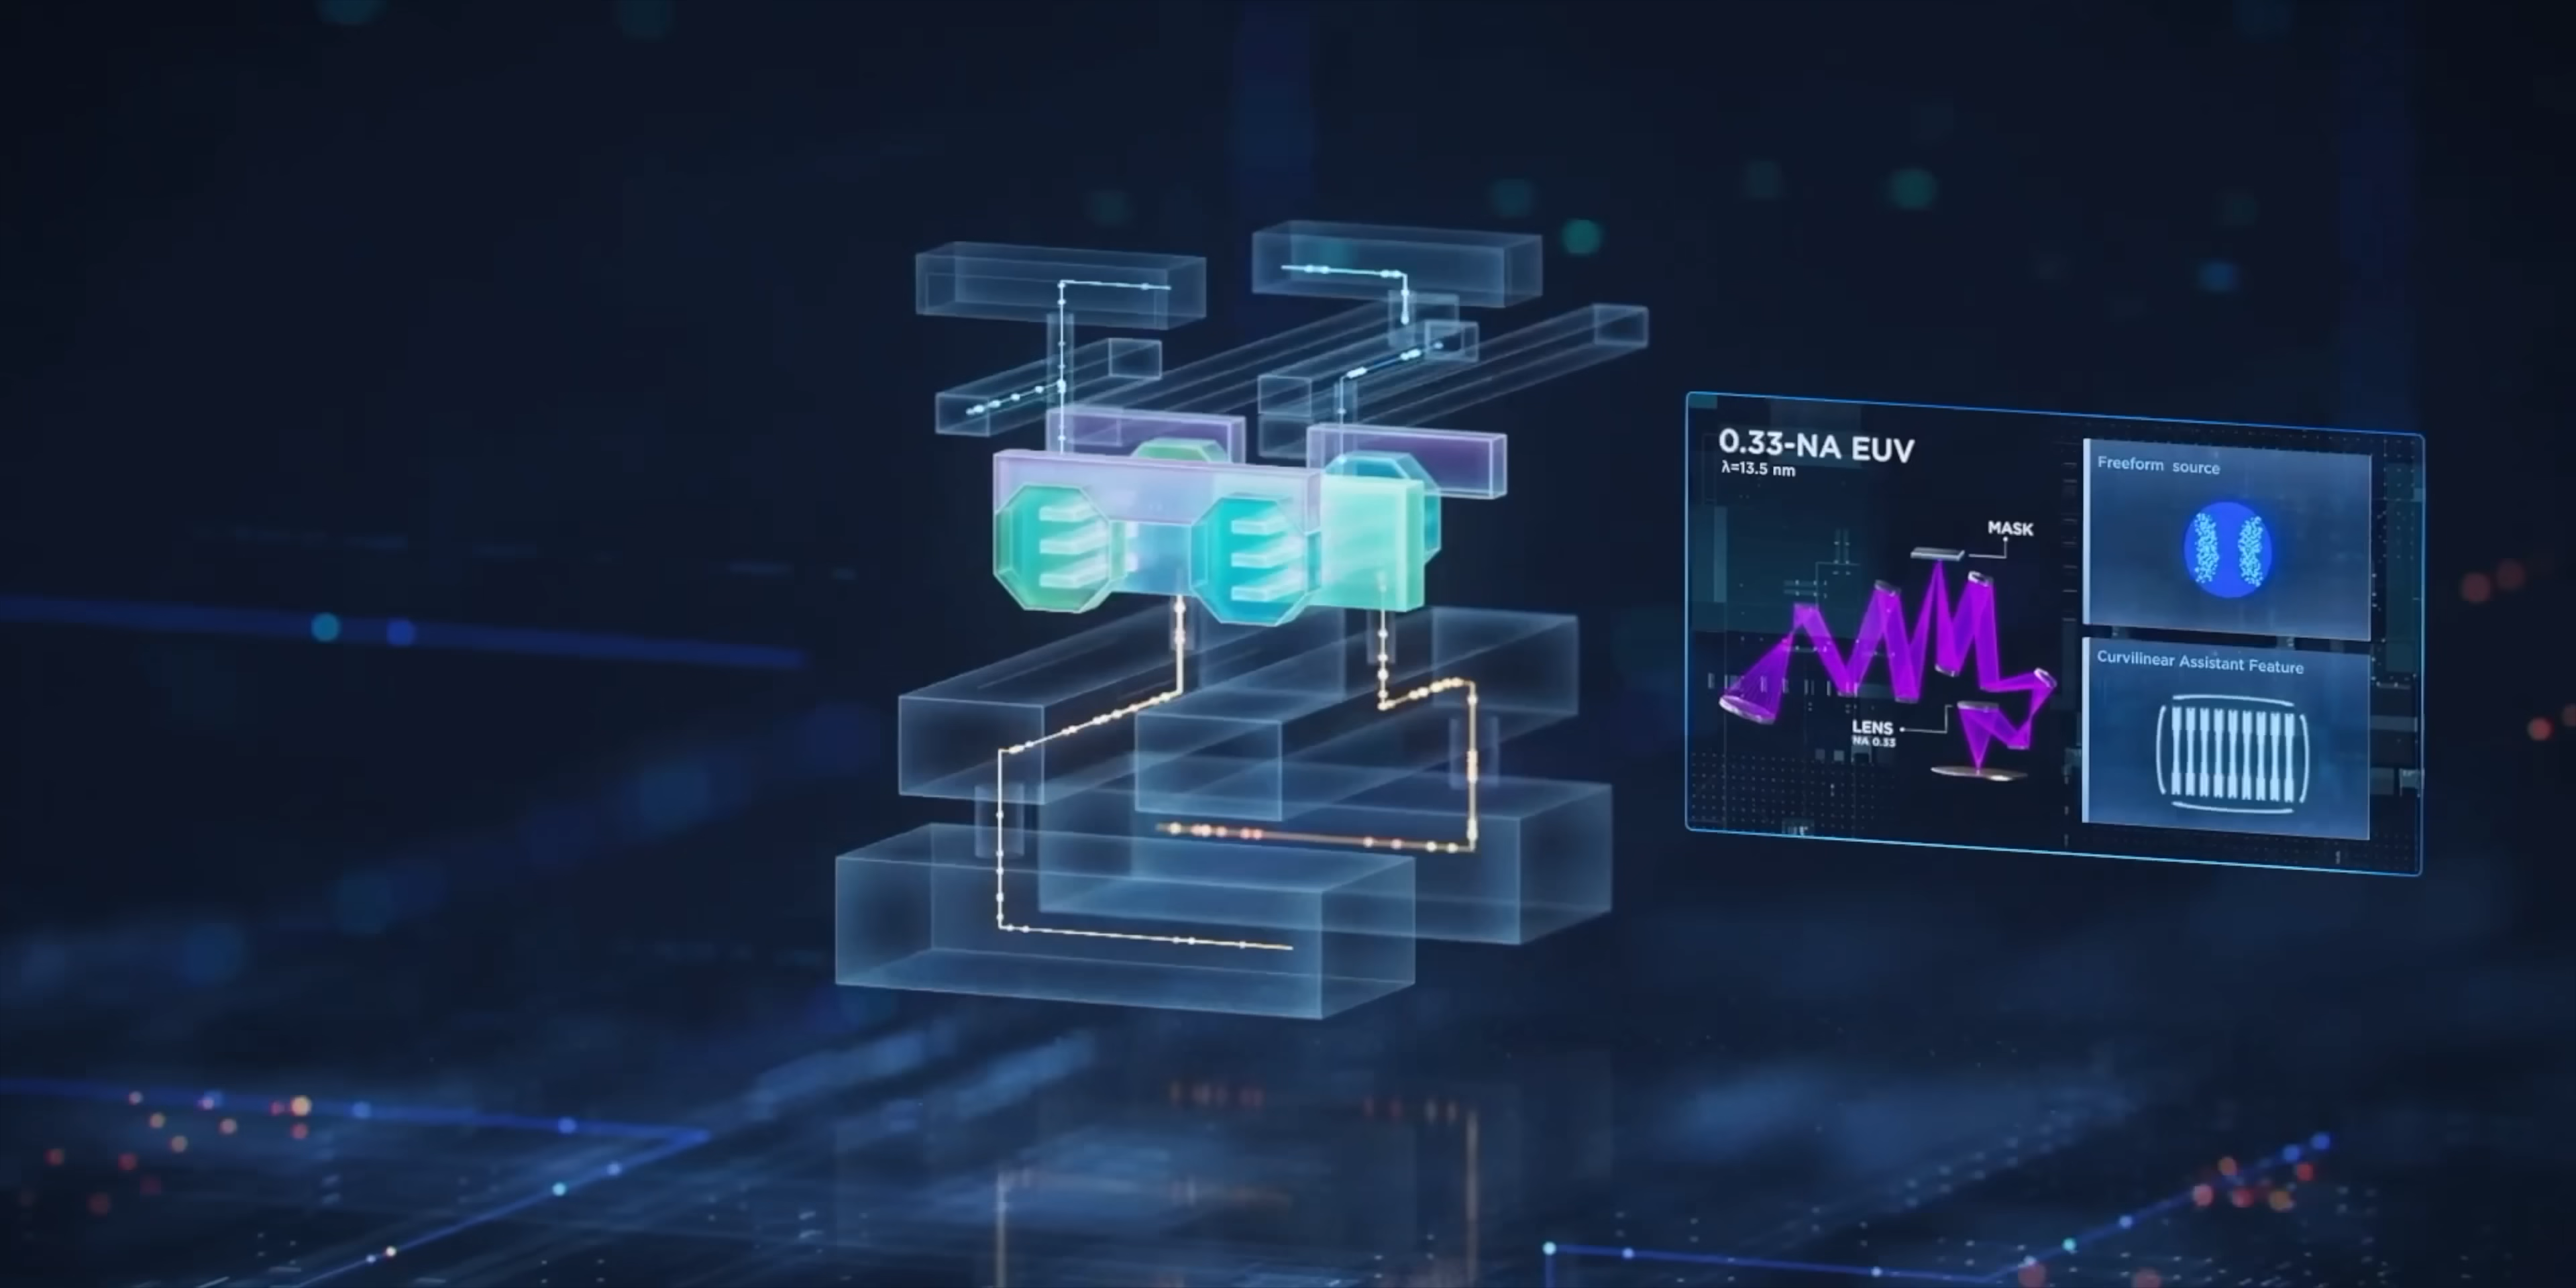 0.33-NA EUV
λ=13.5 nm
MASK
LENS
NA 0.33
Freeform source
Curvilinear Assistant Feature